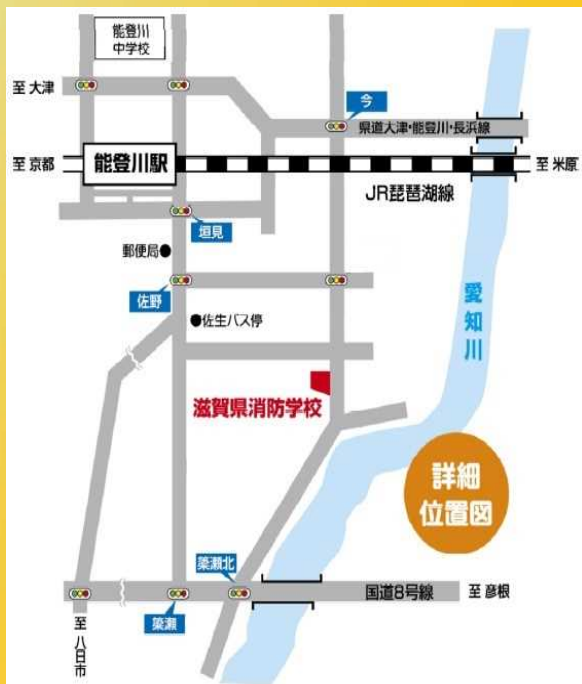 能登川
中学校
至 大津
今
県道大津・能登川・長浜線
至 京都
能登川駅
至 米原
JR琵琶湖線
垣見
郵便局●
佐野
●佐生バス停
愛知川
滋賀県消防学校
詳細
位置図
簗瀬北
国道8号線
至 彦根
簗瀬
至 八日市